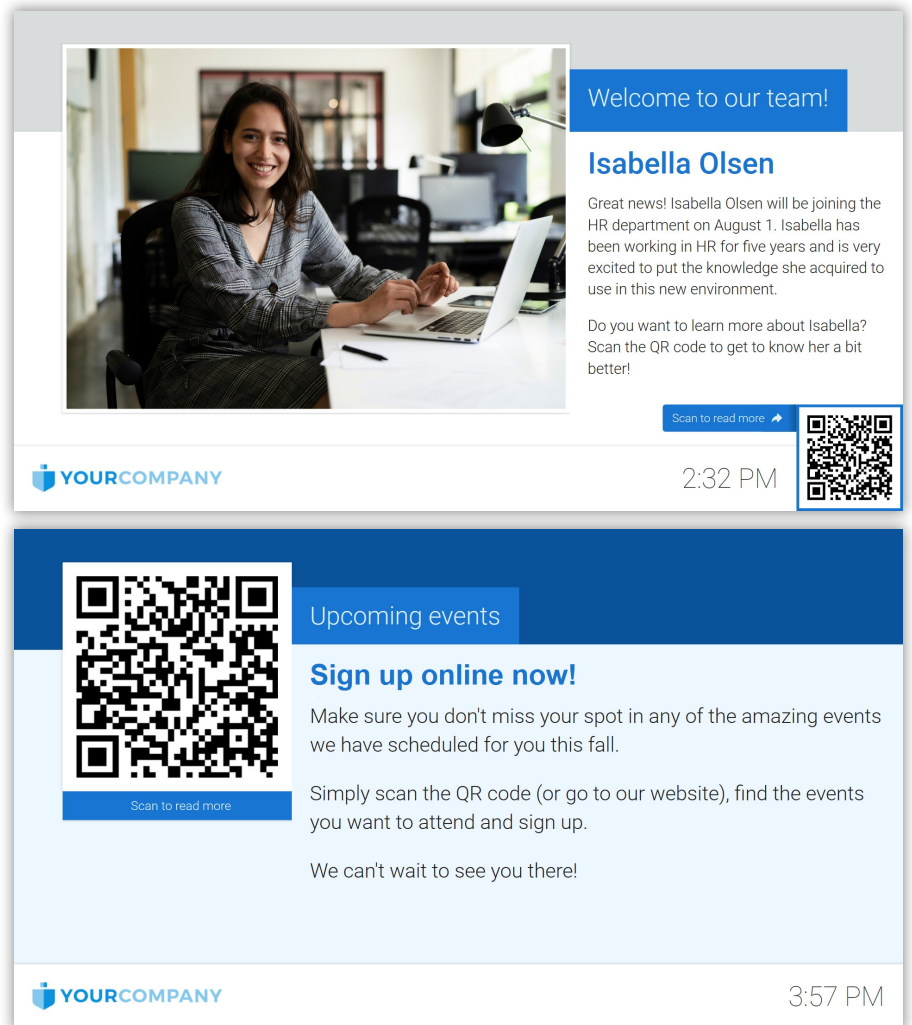 Welcome to our team!
Isabella Olsen
Great news! Isabella Olsen will be joining the
HR department on August 1. Isabella has
been working in HR for five years and is very
excited to put the knowledge she acquired to
use in this new environment.
Do you want to learn more about Isabella?
Scan the QR code to get to know her a bit
better!
Scan to read more
YOURCOMPANY
2:32 PM
Upcoming events
Sign up online now!
Make sure you don't miss your spot in any of the amazing events
we have scheduled for you this fall.
Simply scan the QR code (or go to our website), find the events
you want to attend and sign up.
We can't wait to see you there!
Scan to read more
YOURCOMPANY
3:57 PM